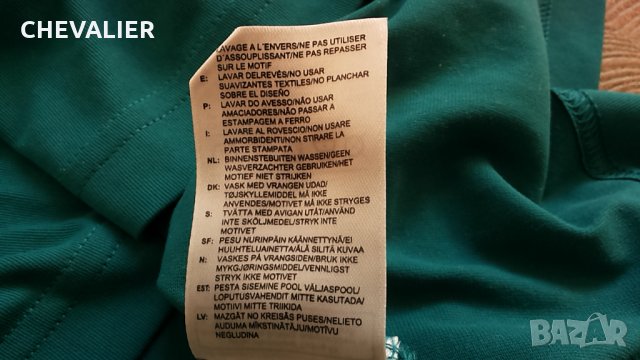 CHEVALIER
LAVAGE A L'ENVERS/NE PAS UTILISER
D'ASSOUPLISSANT/NE PAS REPASSER
SUR LE MOTIF
E: LAVAR DELREVÉS/NO USAR
SUAVIZANTES TEXTILES/NO PLANCHAR
SOBRE EL DISEÑO
P: LAVAR DO AVESSO/NÃO USAR
AMACIADORES/NÃO PASSAR A
ESTAMPAGEM A FERRO
I: LAVARE AL ROVESCIO/NON USARE
AMMORBIDENTI/NON STIRARE LA
PARTE STAMPATA
NL: BINNENSTEBUITEN WASSEN/GEEN
WASVERZACHTER GEBRUIKEN/HET
MOTIEF NIET STRIJKEN
DK: VASK MED VRANGEN UDAD/
TØJSKYLLEMIDDEL MÅ IKKE
ANVENDES/MOTIVET MÅ IKKE STRYGES
S: TVÄTTA MED AVIGAN UTÅT/ANVÄND
INTE SKÖLJMEDEL/STRYK INTE
MOTIVET
SF: PESU NURINPÄIN KÄÄNNETTYNÄ/EI
HUUHTELUAINETTA/ÄLÄ SILITÄ KUVAA
N: VASKES PÅ VRANGSIDEN/BRUK IKKE
MYKGJØRINGSMIDDEL/VENNLIGST
STRYK IKKE MOTIVET
EST: PESTA SISEMINE POOL VÄLJASPOOL/
LOPUTUSVAHENDIT MITTE KASUTADA/
MOTIIVI MITTE TRIIKIDA
LV: MAZGĀT NO KREISĀS PUSES/NELIETO
AUDUMA MĪKSTINĀTĀJU/MOTĪVU
NEGLUDINA
BAZAR
bg